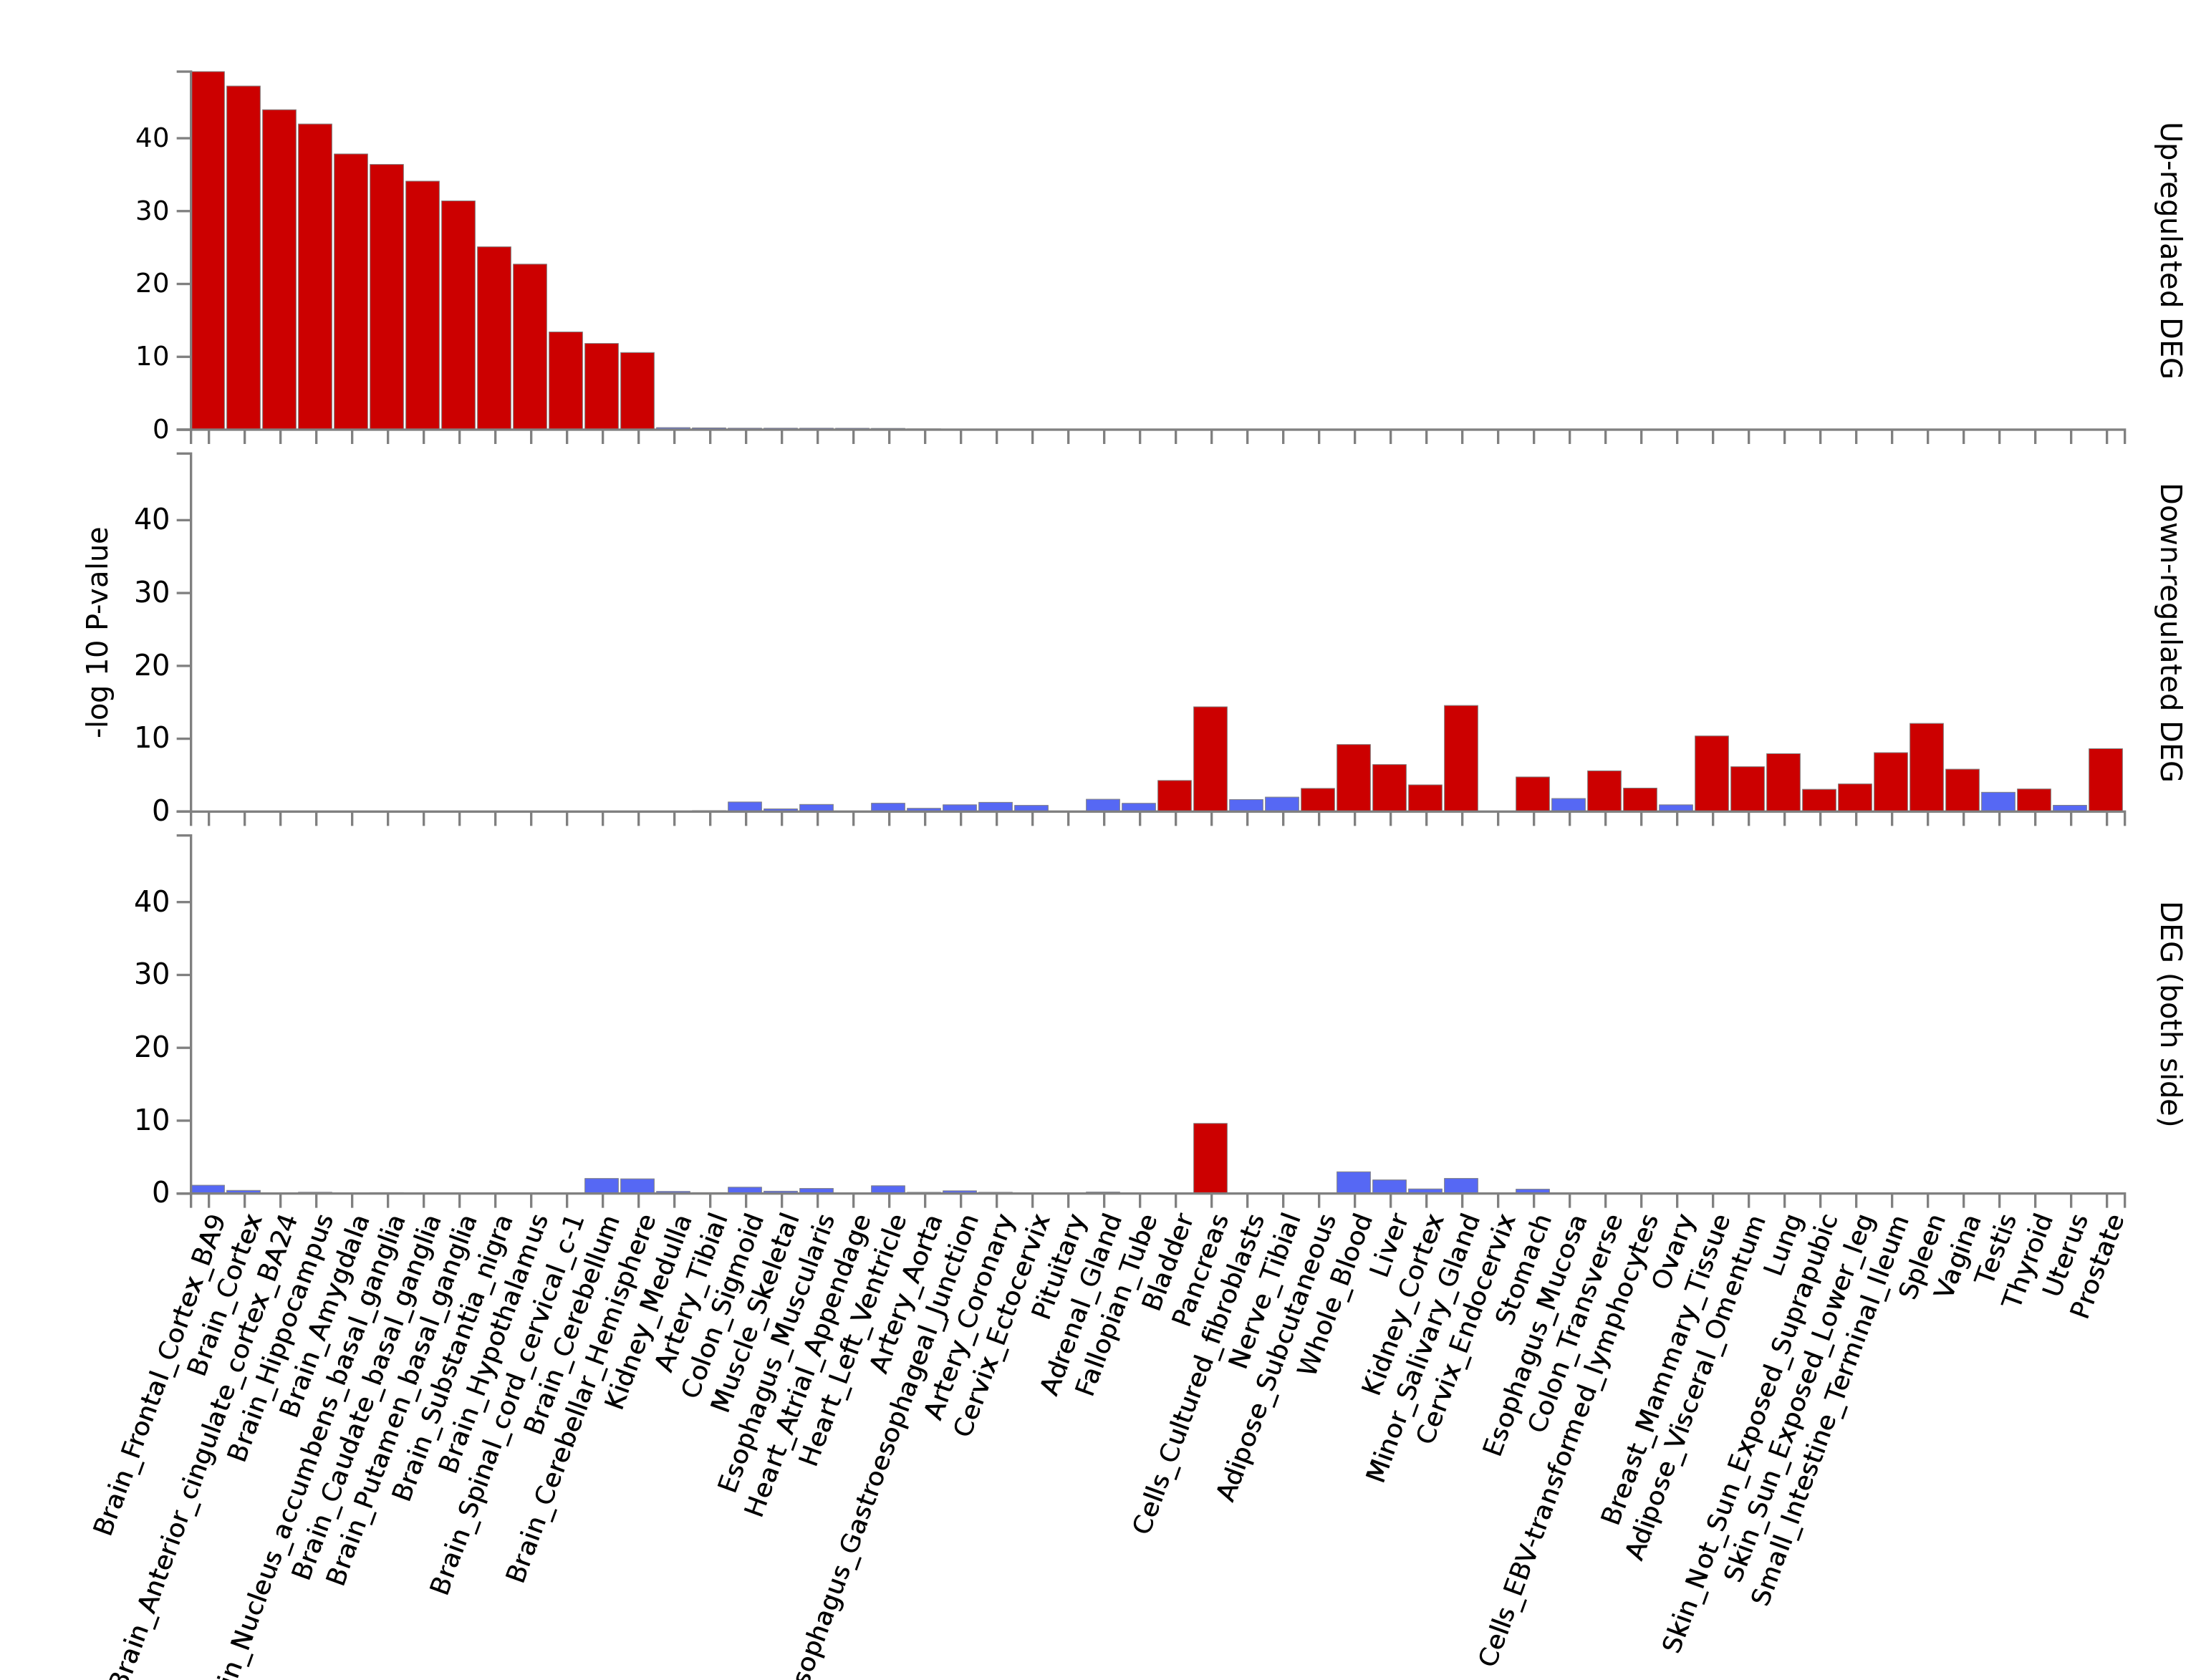 Up-regulated DEG
40
30
20
10
0
Down-regulated DEG
40
30
20
10
0
-log 10 P-value
DEG (both side)
40
30
20
10
0
Brain_Frontal_Cortex_BA9
Brain_Cortex
Brain_Anterior_cingulate_cortex_BA24
Brain_Hippocampus
Brain_Amygdala
in_Nucleus_accumbens_basal_ganglia
Brain_Caudate_basal_ganglia
Brain_Putamen_basal_ganglia
Brain_Substantia_nigra
Brain_Hypothalamus
Brain_Spinal_cord_cervical_c-1
Brain_Cerebellum
Brain_Cerebellar_Hemisphere
Kidney_Medulla
Artery_Tibial
Colon_Sigmoid
Muscle_Skeletal
Esophagus_Muscularis
Heart_Atrial_Appendage
Heart_Left_Ventricle
Artery_Aorta
sophagus_Gastroesophageal_Junction
Artery_Coronary
Cervix_Ectocervix
Pituitary
Adrenal_Gland
Fallopian_Tube
Bladder
Pancreas
Cells_Cultured_fibroblasts
Nerve_Tibial
Adipose_Subcutaneous
Whole_Blood
Liver
Kidney_Cortex
Minor_Salivary_Gland
Cervix_Endocervix
Stomach
Esophagus_Mucosa
Colon_Transverse
Cells_EBV-transformed_lymphocytes
Ovary
Breast_Mammary_Tissue
Adipose_Visceral_Omentum
Lung
Skin_Not_Sun_Exposed_Suprapubic
Skin_Sun_Exposed_Lower_leg
Small_Intestine_Terminal_Ileum
Spleen
Vagina
Testis
Thyroid
Uterus
Prostate